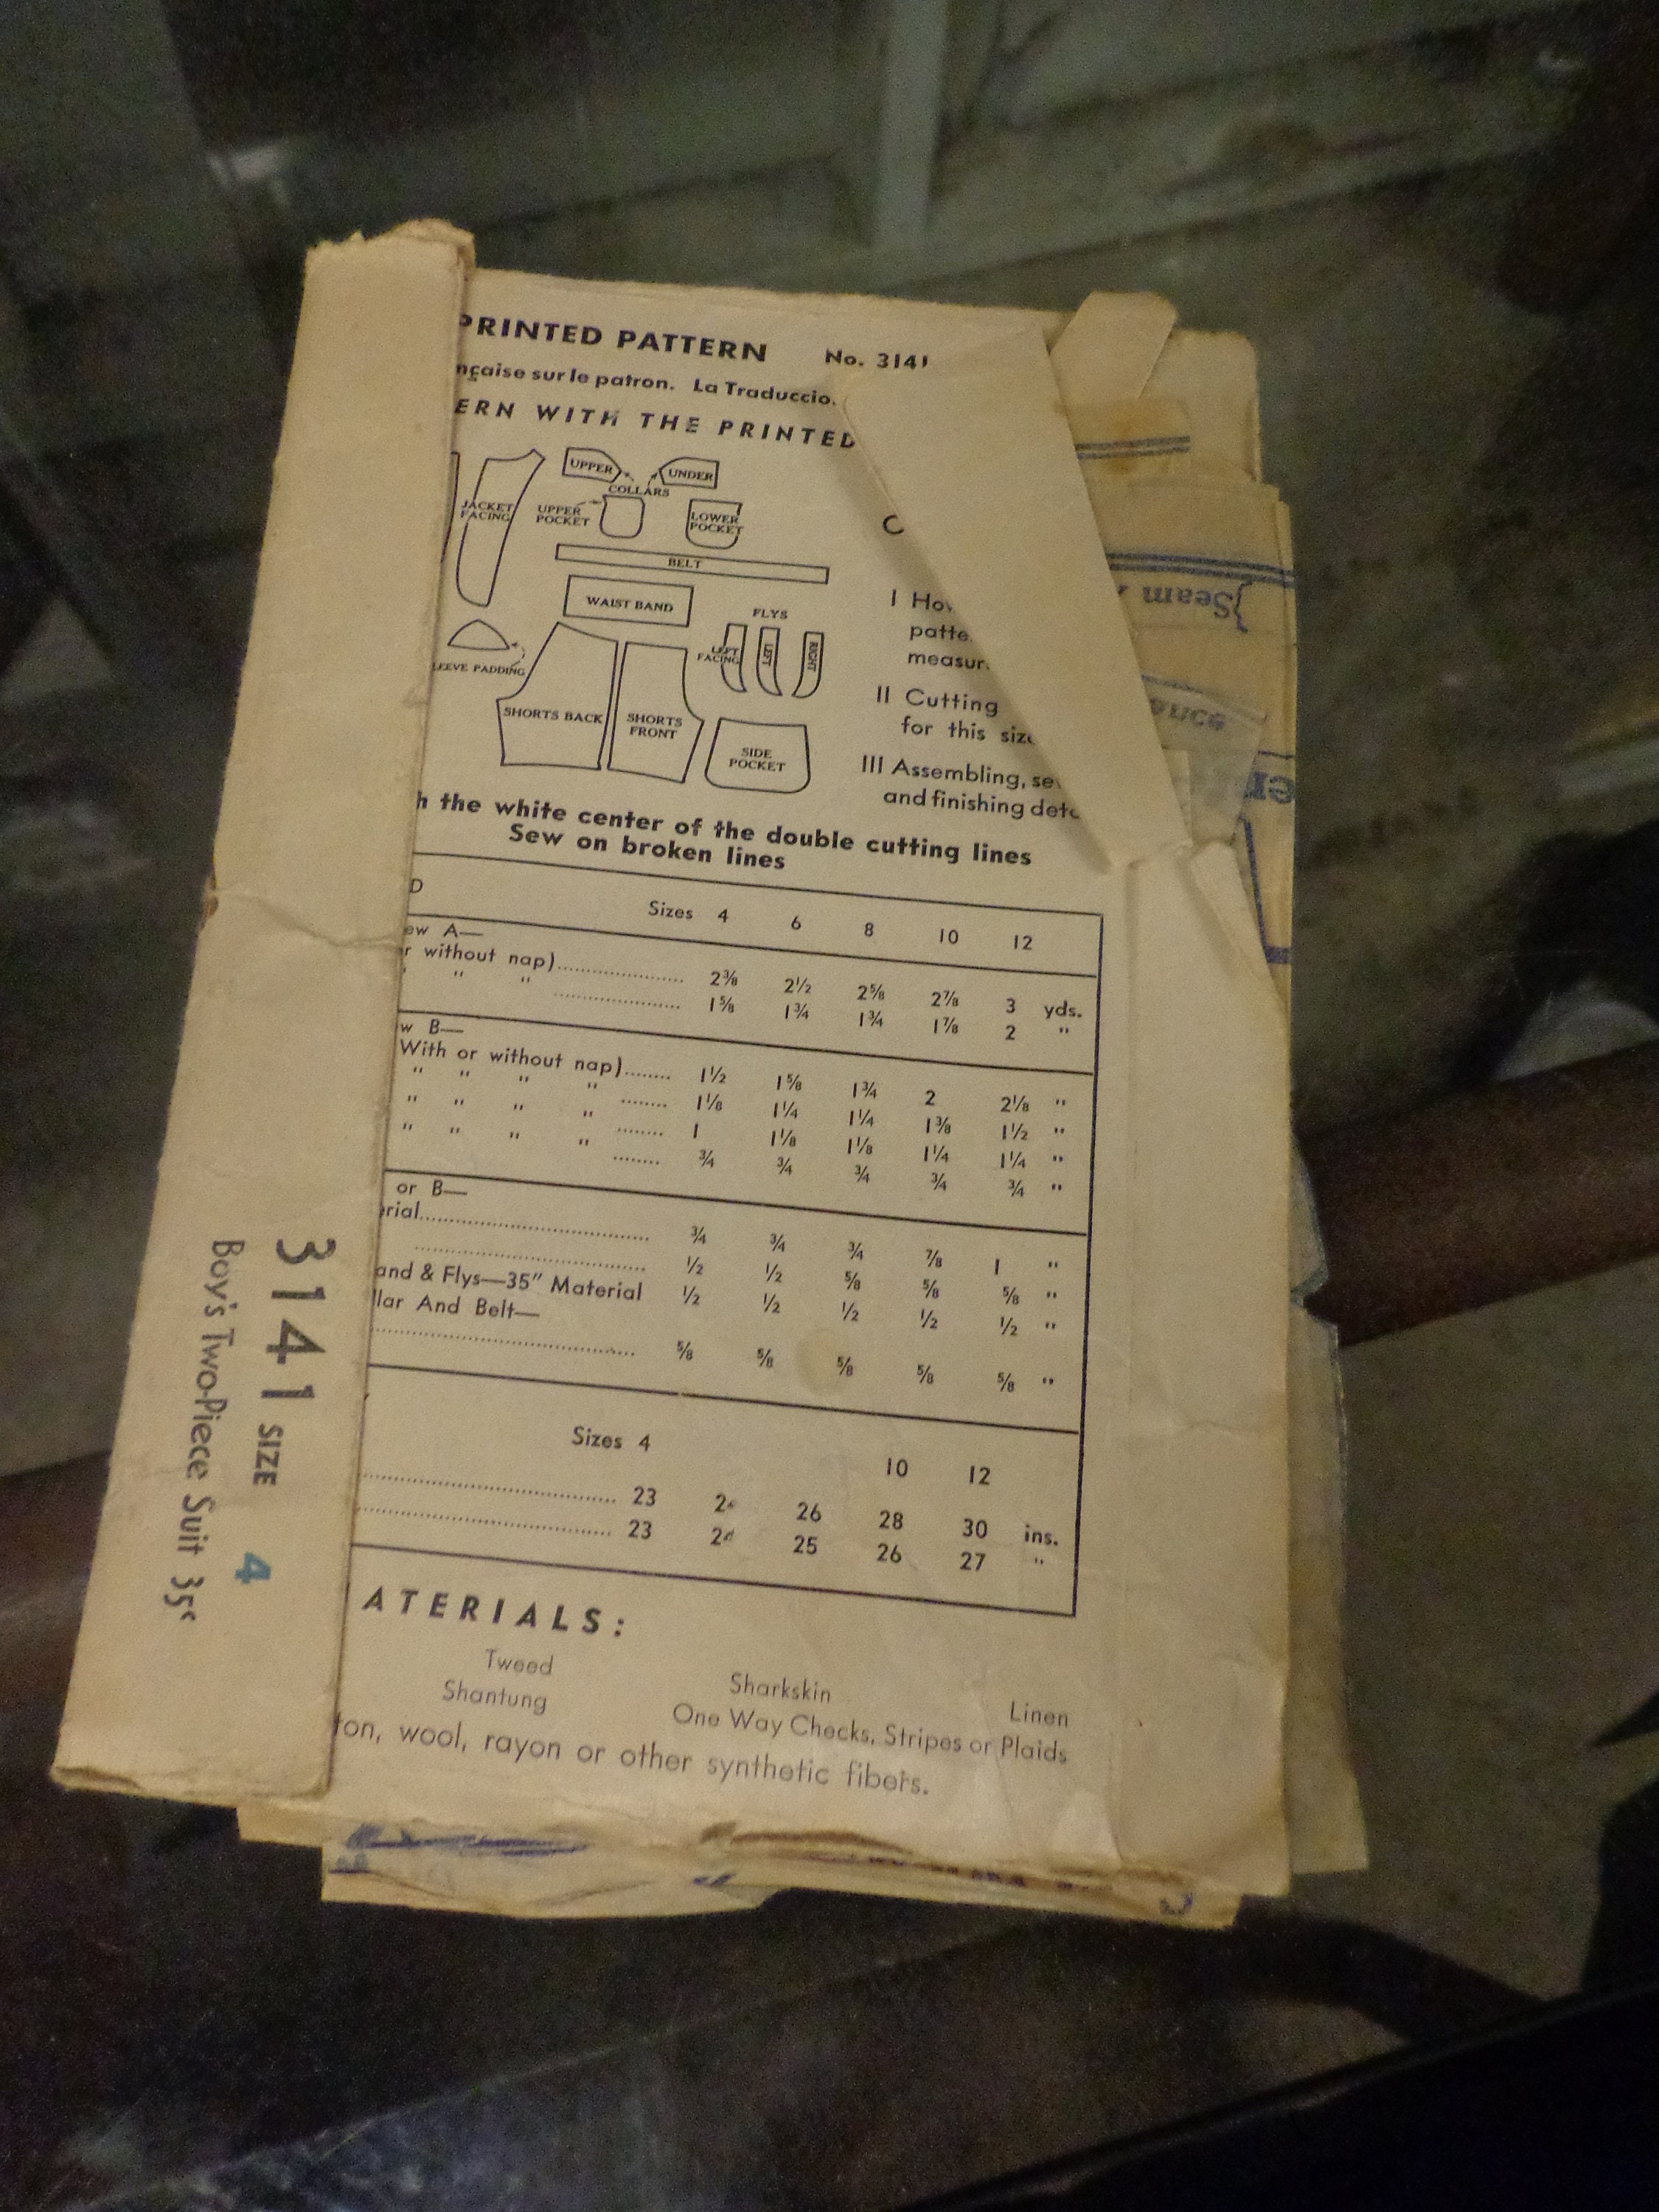 PRINTED PATTERN No. 3141
nçaise sur le patron. La Traduccio
ERN WITH THE PRINTED
UPPER
UNDER
COLLARS
JACKET
FACING
UPPER
POCKET
LOWER
POCKET
BELT
WAIST BAND
FLYS
LEFT
FACING
LEFT
RIGHT
LEEVE PADDING
SHORTS BACK
SHORTS
FRONT
SIDE
POCKET
C
I How
patte
measur
II Cutting
for this size
III Assembling, se
and finishing deta
h the white center of the double cutting lines
Sew on broken lines
D Sizes 4 6 8 10 12
ew A—
r without nap) 2⅜ 2½ 2⅝ 2⅞ 3 yds.
" " " 1⅝ 1¾ 1¾ 1⅞ 2 "
w B—
With or without nap) 1½ 1⅝ 1¾ 2 2⅛ "
" " " " 1⅛ 1¼ 1¼ 1⅜ 1½ "
" " " " 1 1⅛ 1⅛ 1¼ 1¼ "
" " " " ¾ ¾ ¾ ¾ ¾ "
or B—
erial ¾ ¾ ¾ ⅞ 1 "
½ ½ ⅝ ⅝ ⅝ "
and & Flys—35" Material ½ ½ ½ ½ ½ "
llar And Belt—
⅝ ⅝ ⅝ ⅝ ⅝ "
Sizes 4 10 12
23 24 26 28 30 ins.
23 24 25 26 27 "
ATERIALS:
Tweed Sharkskin Linen
Shantung One Way Checks, Stripes or Plaids
ton, wool, rayon or other synthetic fibers.
3141 SIZE 4
Boy's Two-Piece Suit 35¢
Seam
ance
er